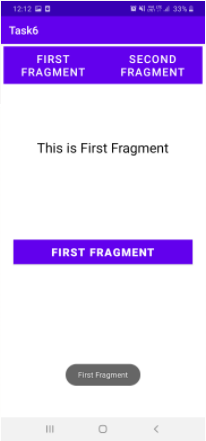 12:12 33%
Task6
FIRST SECOND
FRAGMENT FRAGMENT
This is First Fragment
FIRST FRAGMENT
First Fragment